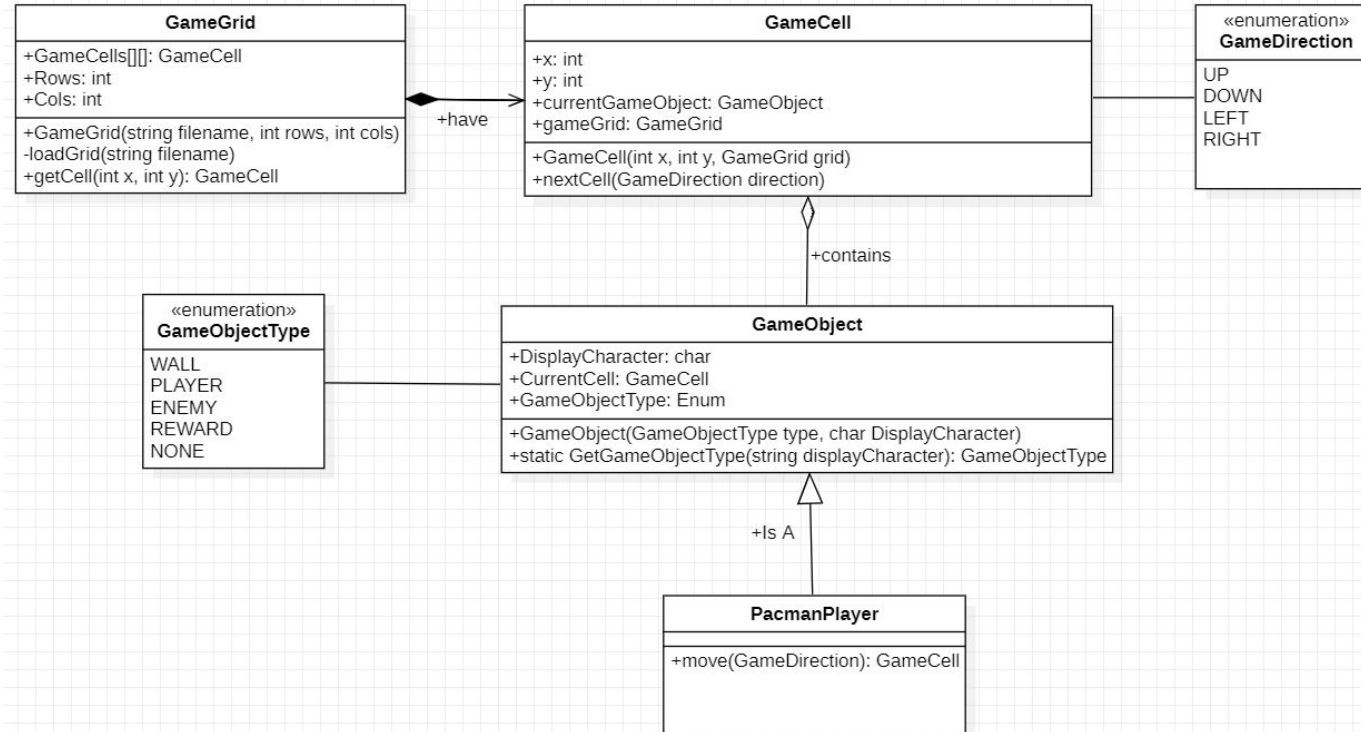 GameGrid
+GameCells[][]: GameCell
+Rows: int
+Cols: int
+GameGrid(string filename, int rows, int cols)
-loadGrid(string filename)
+getCell(int x, int y): GameCell
+have
GameCell
+x: int
+y: int
+currentGameObject: GameObject
+gameGrid: GameGrid
+GameCell(int x, int y, GameGrid grid)
+nextCell(GameDirection direction)
«enumeration»
GameDirection
UP
DOWN
LEFT
RIGHT
+contains
«enumeration»
GameObjectType
WALL
PLAYER
ENEMY
REWARD
NONE
GameObject
+DisplayCharacter: char
+CurrentCell: GameCell
+GameObjectType: Enum
+GameObject(GameObjectType type, char DisplayCharacter)
+static GetGameObjectType(string displayCharacter): GameObjectType
+Is A
PacmanPlayer
+move(GameDirection): GameCell